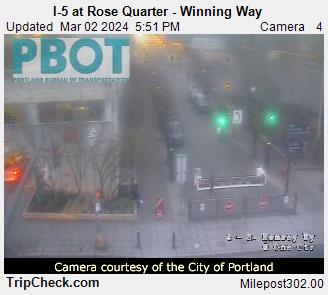 I-5 at Rose Quarter - Winning Way
Updated Mar 02 2024 5:51 PM Camera 4
PBOT
PORTLAND BUREAU OF TRANSPORTATION
Camera courtesy of the City of Portland
TripCheck.com Milepost302.00